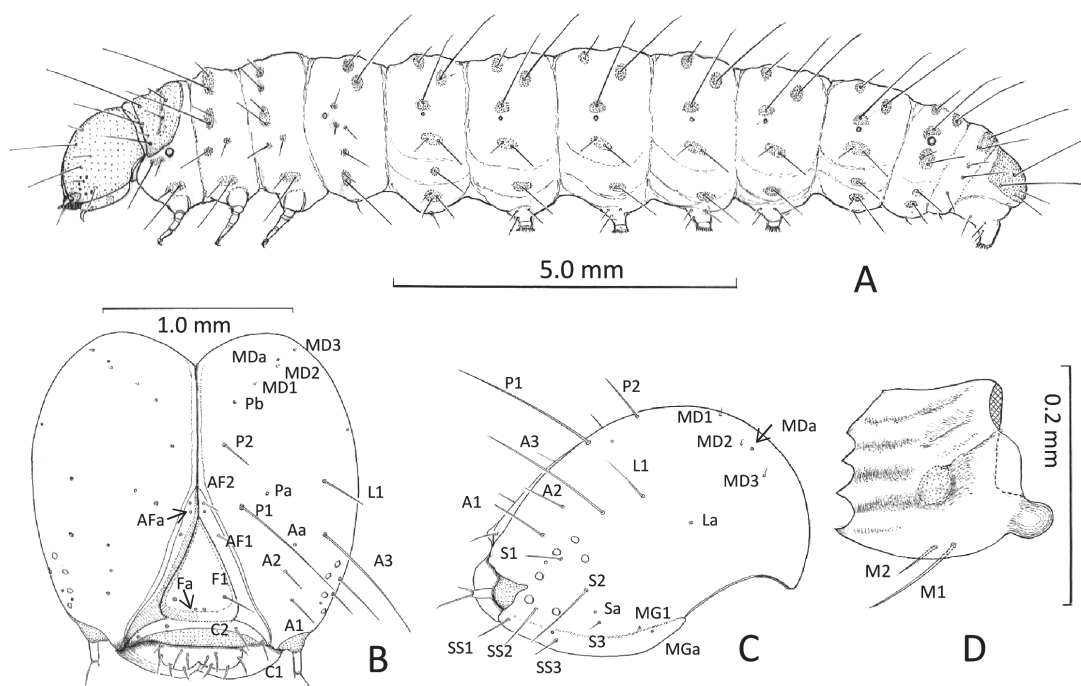 5.0 mm
A
1.0 mm
MD3
MDa
MD2
MD1
Pb
P2
AF2
Pa
L1
P1
AFa
Aa
AF1
A2
A3
Fa
F1
A1
C2
C1
B
P1
P2
MD1
MDa
MD2
A3
L1
MD3
A2
A1
La
S1
S2
Sa
MG1
S3
MGa
SS1
SS2
SS3
C
0.2 mm
M2
M1
D